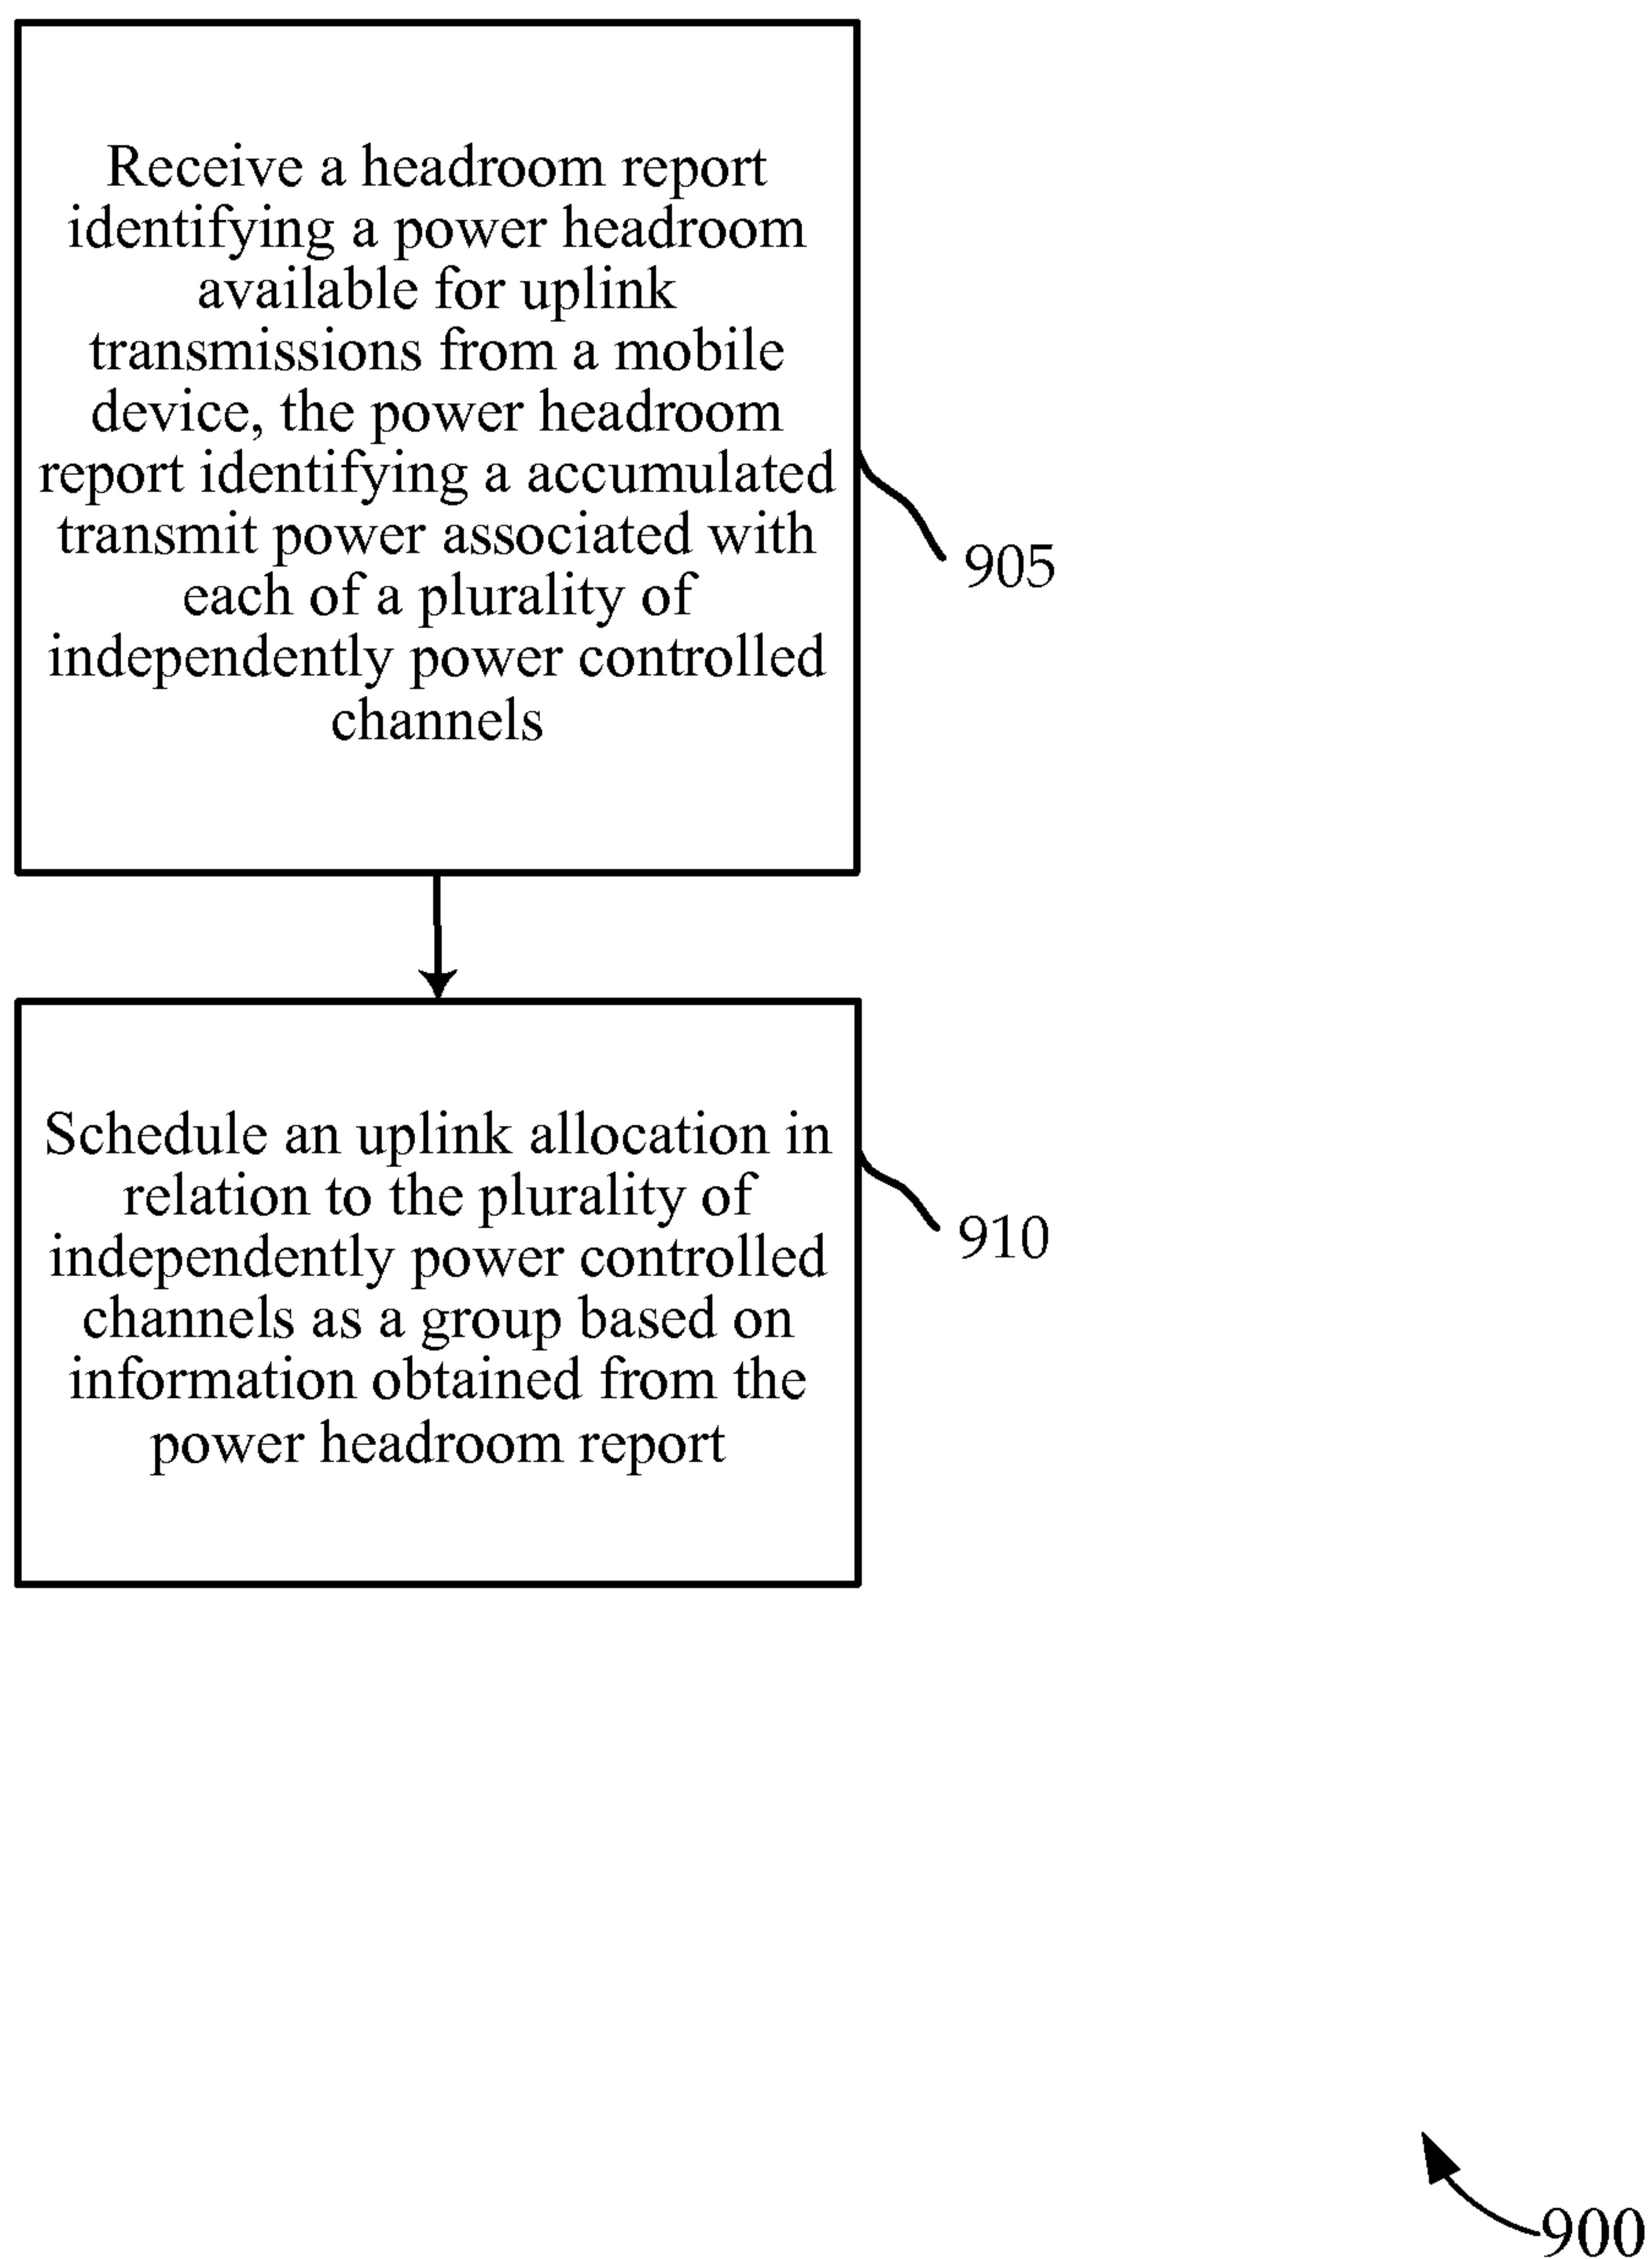 Receive a headroom report
identifying a power headroom
available for uplink
transmissions from a mobile
device, the power headroom
report identifying a accumulated
transmit power associated with
each of a plurality of
independently power controlled
channels
905
Schedule an uplink allocation in
relation to the plurality of
independently power controlled
channels as a group based on
information obtained from the
power headroom report
910
900